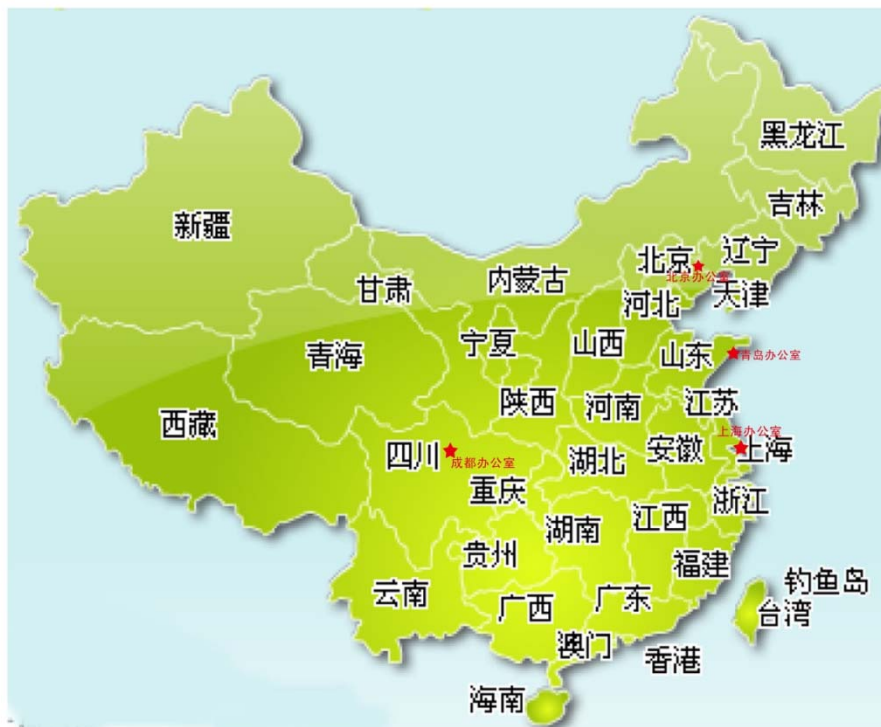 黑龙江
吉林
新疆
辽宁
北京
北京办公室
内蒙古
甘肃
天津
河北
宁夏
山西
青海
山东
青岛办公室
陕西
河南
江苏
西藏
上海办公室
四川
成都办公室
湖北
安徽
上海
重庆
浙江
江西
湖南
贵州
福建
钓鱼岛
云南
广西
广东
台湾
澳门
香港
海南